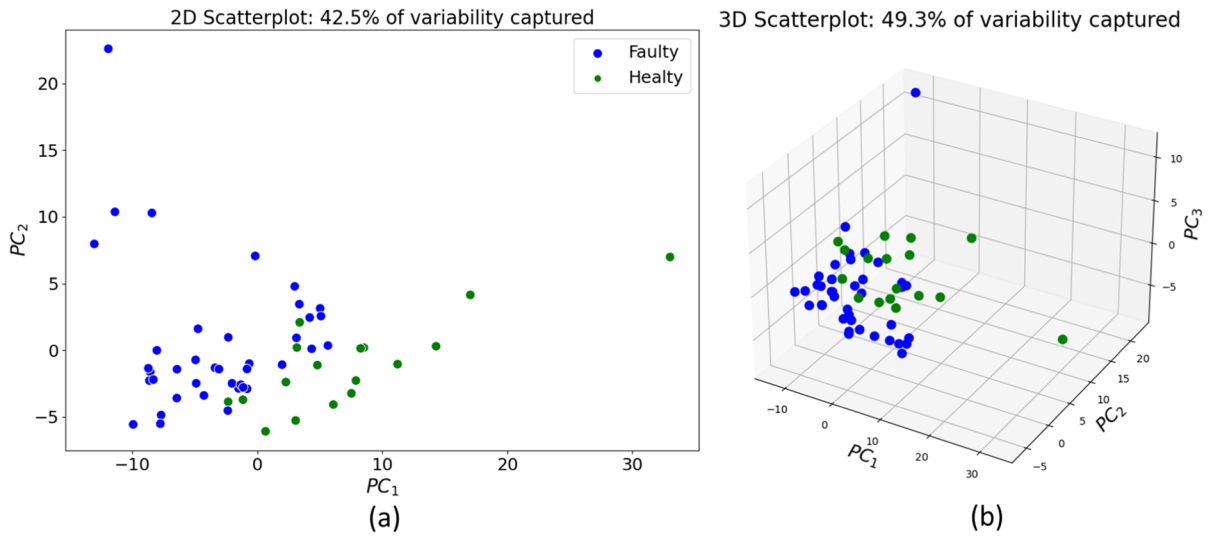 2D Scatterplot: 42.5% of variability captured
Faulty
Healty
20
15
10
5
0
−5
PC₂
−10
0
10
20
30
PC₁
(a)
3D Scatterplot: 49.3% of variability captured
10
5
0
−5
PC₃
20
15
10
5
0
−5
PC₂
−10
0
10
20
30
PC₁
(b)